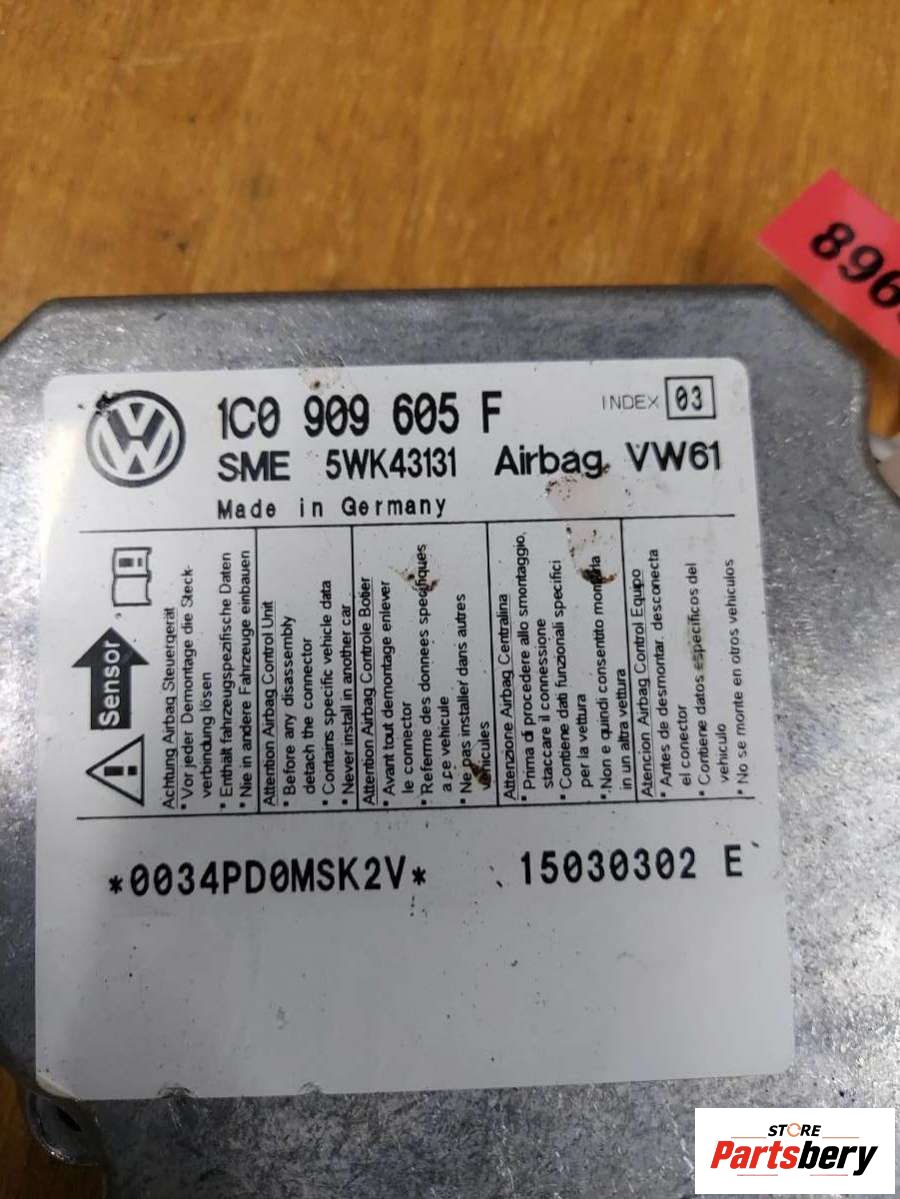 896
1C0 909 605 F
INDEX 03
SME 5WK43131 Airbag VW61
Made in Germany
Sensor
Achtung Airbag Steuergerät
• Vor jeder Demontage die Steck-
verbindung lösen
• Enthält fahrzeugspezifische Daten
• Nie in andere Fahrzeuge einbauen
Attention Airbag Control Unit
• Before any disassembly
detach the connector
• Contains specific vehicle data
• Never install in another car
Attention Airbag Controle Boitier
• Avant tout demontage enlever
le connector
• Referme des donnees specifiques
a ce vehicule
• Ne pas installer dans autres
vehicules
Attenzione Airbag Centralina
• Prima di procedere allo smontaggio,
staccare il connessione
• Contiene dati funzionali specifici
per la vettura
• Non e quindi consentito montarla
in un altra vettura
Atencion Airbag Control Equipo
• Antes de desmontar. desconecta
el conector
• Contiene datos especificos del
vehiculo
• No se monte en otros vehiculos
*0034PD0MSK2V* 15030302 E
STORE
Partsbery